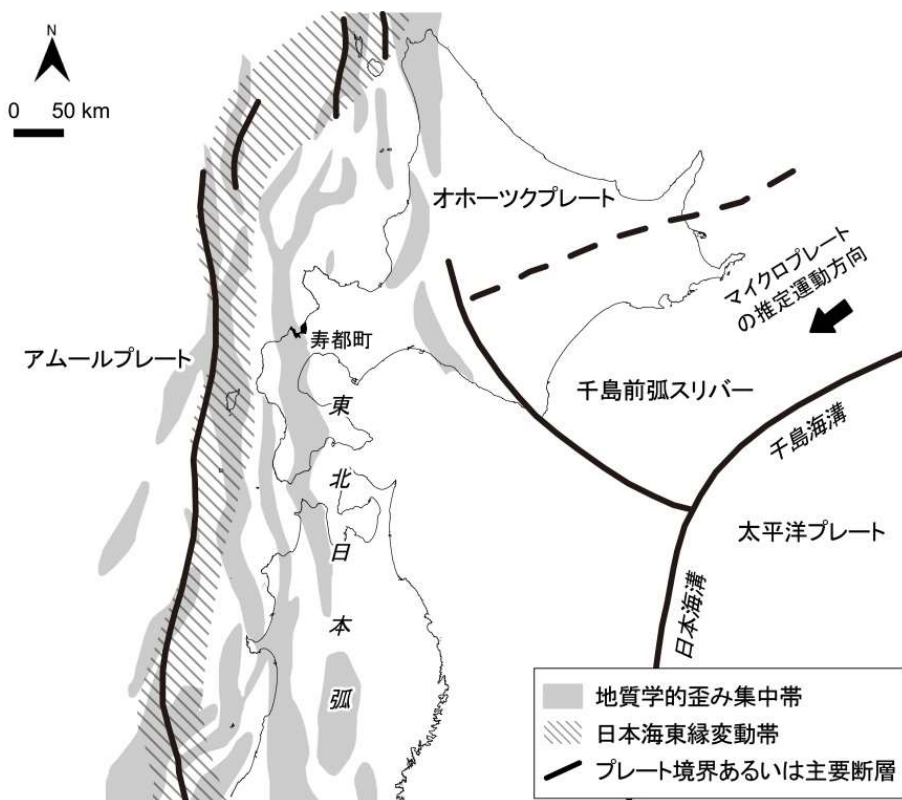 N
0 50 km
オホーツクプレート
マイクロプレート
の推定運動方向
寿都町
アムールプレート
千島前弧スリバー
千島海溝
東北日本弧
太平洋プレート
日本海溝
地質学的歪み集中帯
日本海東縁変動帯
プレート境界あるいは主要断層